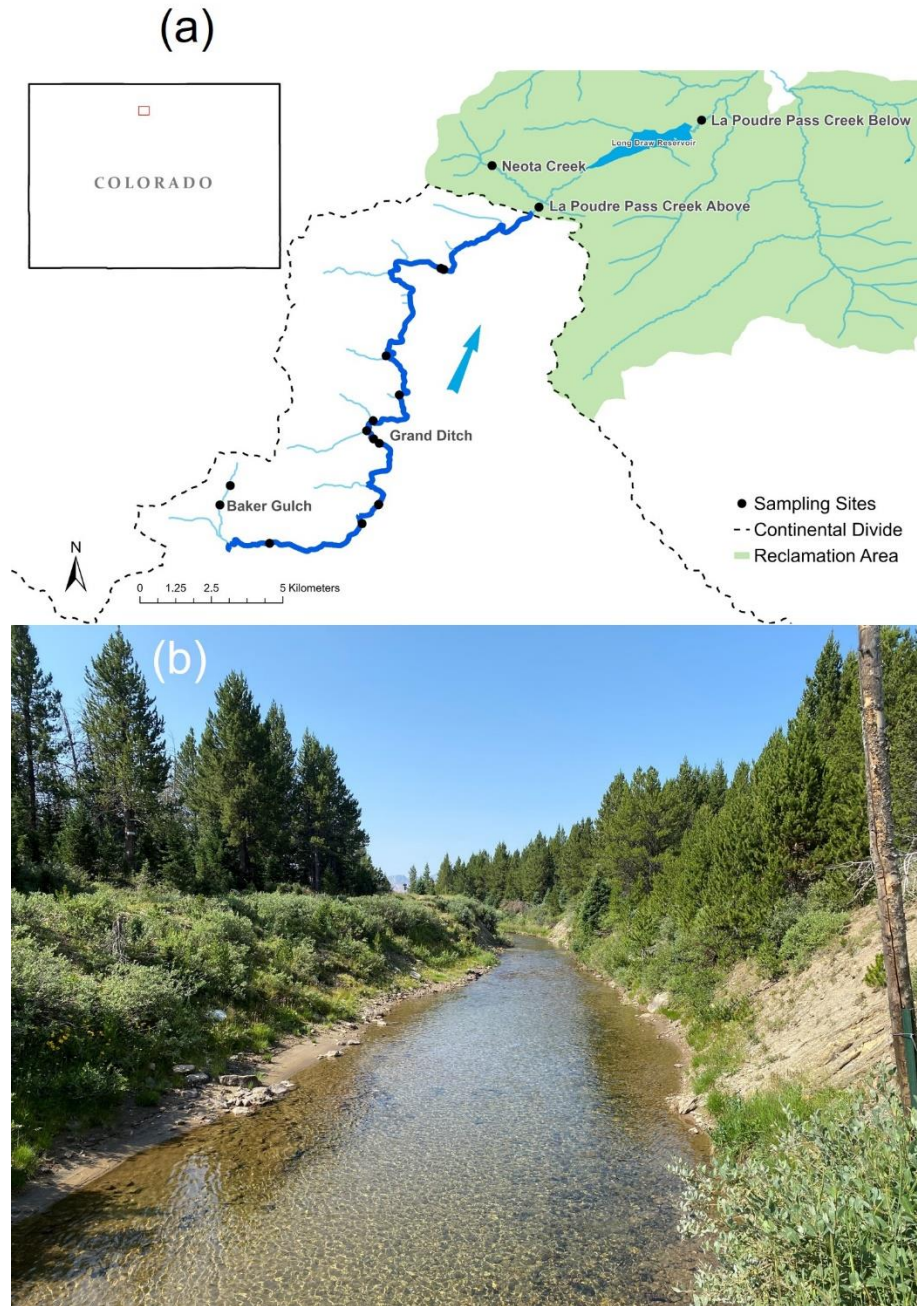 (a)
COLORADO
La Poudre Pass Creek Below
Long Draw Reservoir
Neota Creek
La Poudre Pass Creek Above
Grand Ditch
Baker Gulch
Sampling Sites
Continental Divide
Reclamation Area
N
0 1.25 2.5 5 Kilometers
(b)